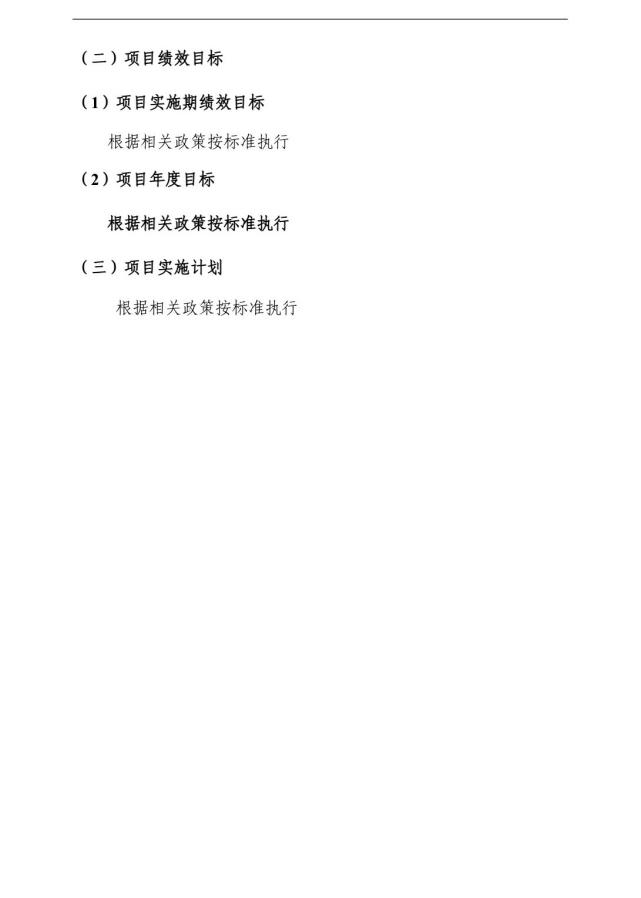 （二）项目绩效目标
（1）项目实施期绩效目标
根据相关政策按标准执行
（2）项目年度目标
根据相关政策按标准执行
（三）项目实施计划
根据相关政策按标准执行